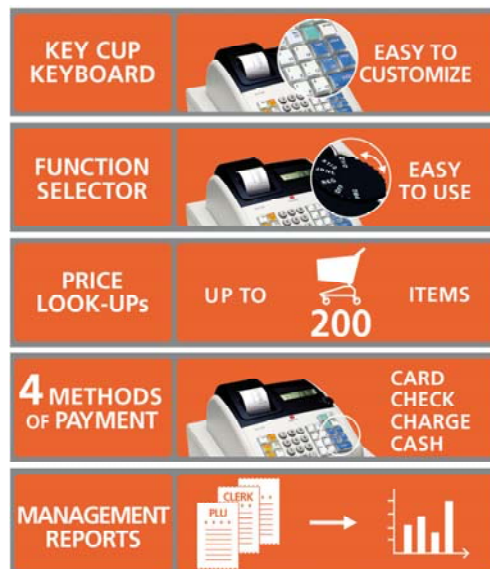 KEY CUP
KEYBOARD
EASY TO
CUSTOMIZE
FUNCTION
SELECTOR
EASY
TO USE
PRICE
LOOK-UPs
UP TO
200
ITEMS
4 METHODS
OF PAYMENT
CARD
CHECK
CHARGE
CASH
MANAGEMENT
REPORTS
CLERK
PLU